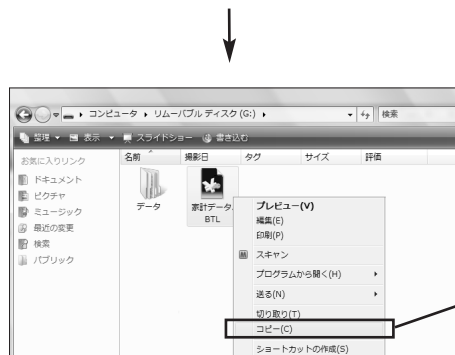 コンピュータ ▸ リムーバブル ディスク (G:) ▸
検索
整理 ▼ 表示 ▼ スライドショー 書き込む
お気に入りリンク
ドキュメント
ピクチャ
ミュージック
最近の変更
検索
パブリック
名前 撮影日 タグ サイズ 評価
データ
家計データ.
BTL
プレビュー(V)
編集(E)
印刷(P)
スキャン
プログラムから開く(H)
送る(N)
切り取り(T)
コピー(C)
ショートカットの作成(S)